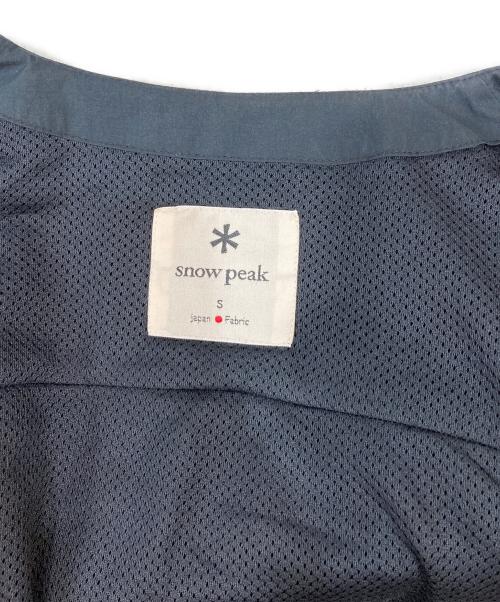 snow peak
S
japan ● Fabric